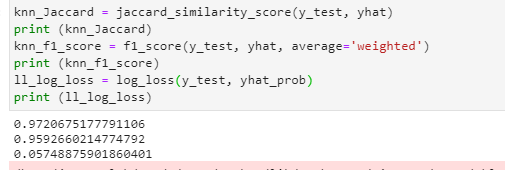 knn_Jaccard = jaccard_similarity_score(y_test, yhat)
print (knn_Jaccard)
knn_f1_score = f1_score(y_test, yhat, average='weighted')
print (knn_f1_score)
ll_log_loss = log_loss(y_test, yhat_prob)
print (ll_log_loss)
0.9720675177791106
0.9592660214774792
0.05748875901860401